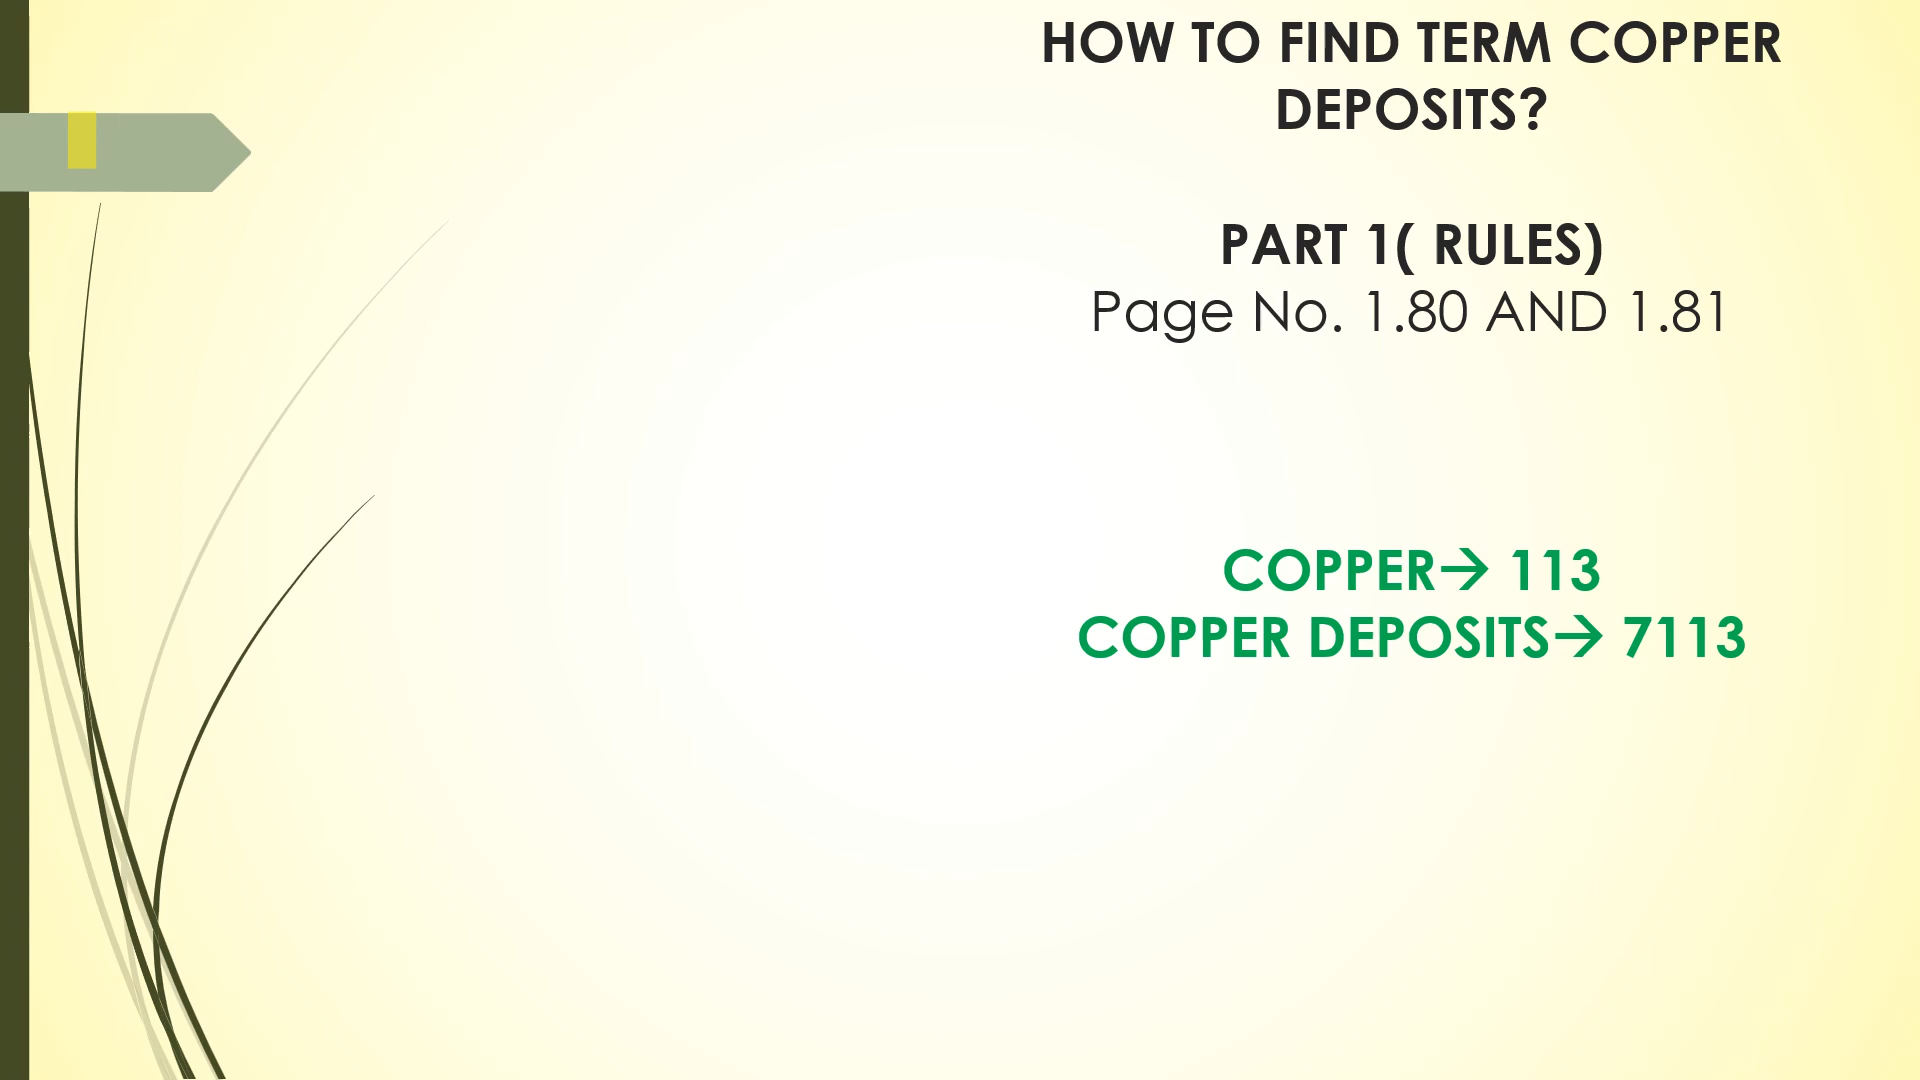 HOW TO FIND TERM COPPER
DEPOSITS?
PART 1( RULES)
Page No. 1.80 AND 1.81
COPPER→ 113
COPPER DEPOSITS→ 7113